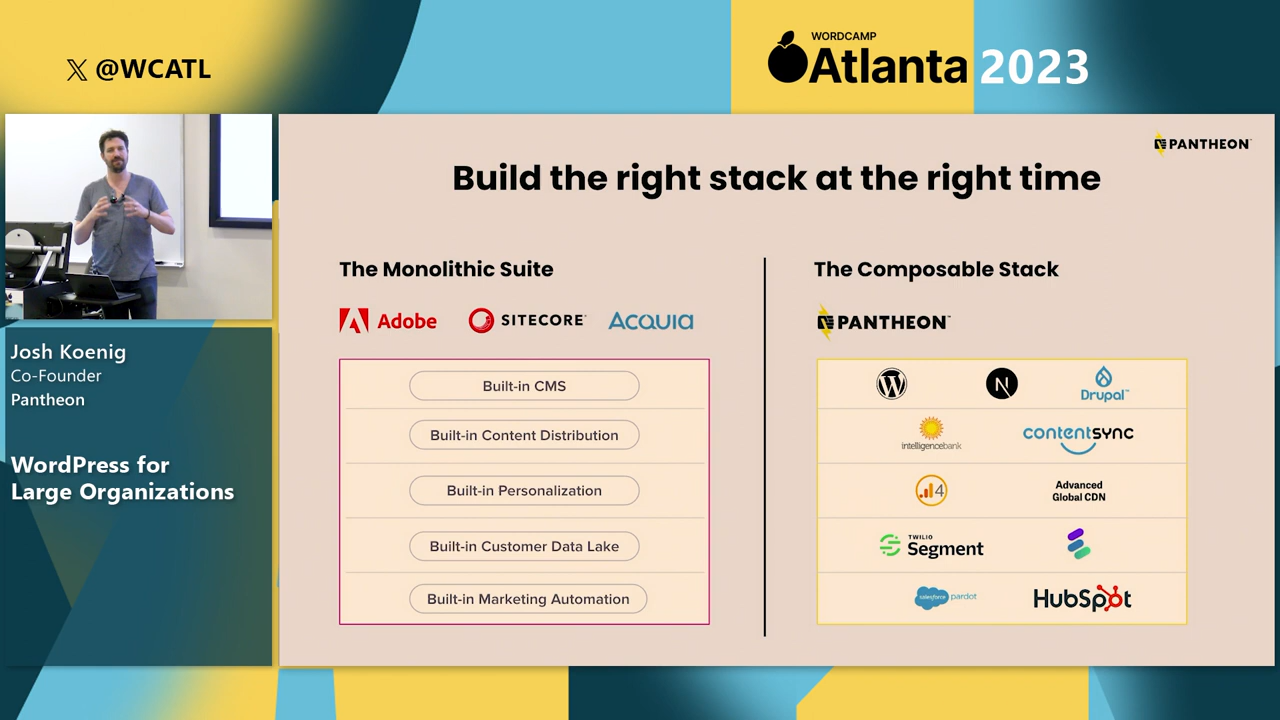 @WCATL
WORDCAMP
Atlanta 2023
PANTHEON
Build the right stack at the right time
The Monolithic Suite
Adobe
SITECORE
ACQUIA
Built-in CMS
Built-in Content Distribution
Built-in Personalization
Built-in Customer Data Lake
Built-in Marketing Automation
The Composable Stack
PANTHEON™
Drupal™
intelligencebank
contentsync
4
Advanced
Global CDN
TWILIO
Segment
salesforce pardot
HubSpot
Josh Koenig
Co-Founder
Pantheon
WordPress for
Large Organizations